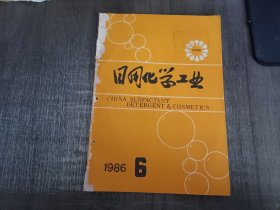 日用化学工业
CHINA SURFACTANT
DETERGENT & COSMETICS
1986 6